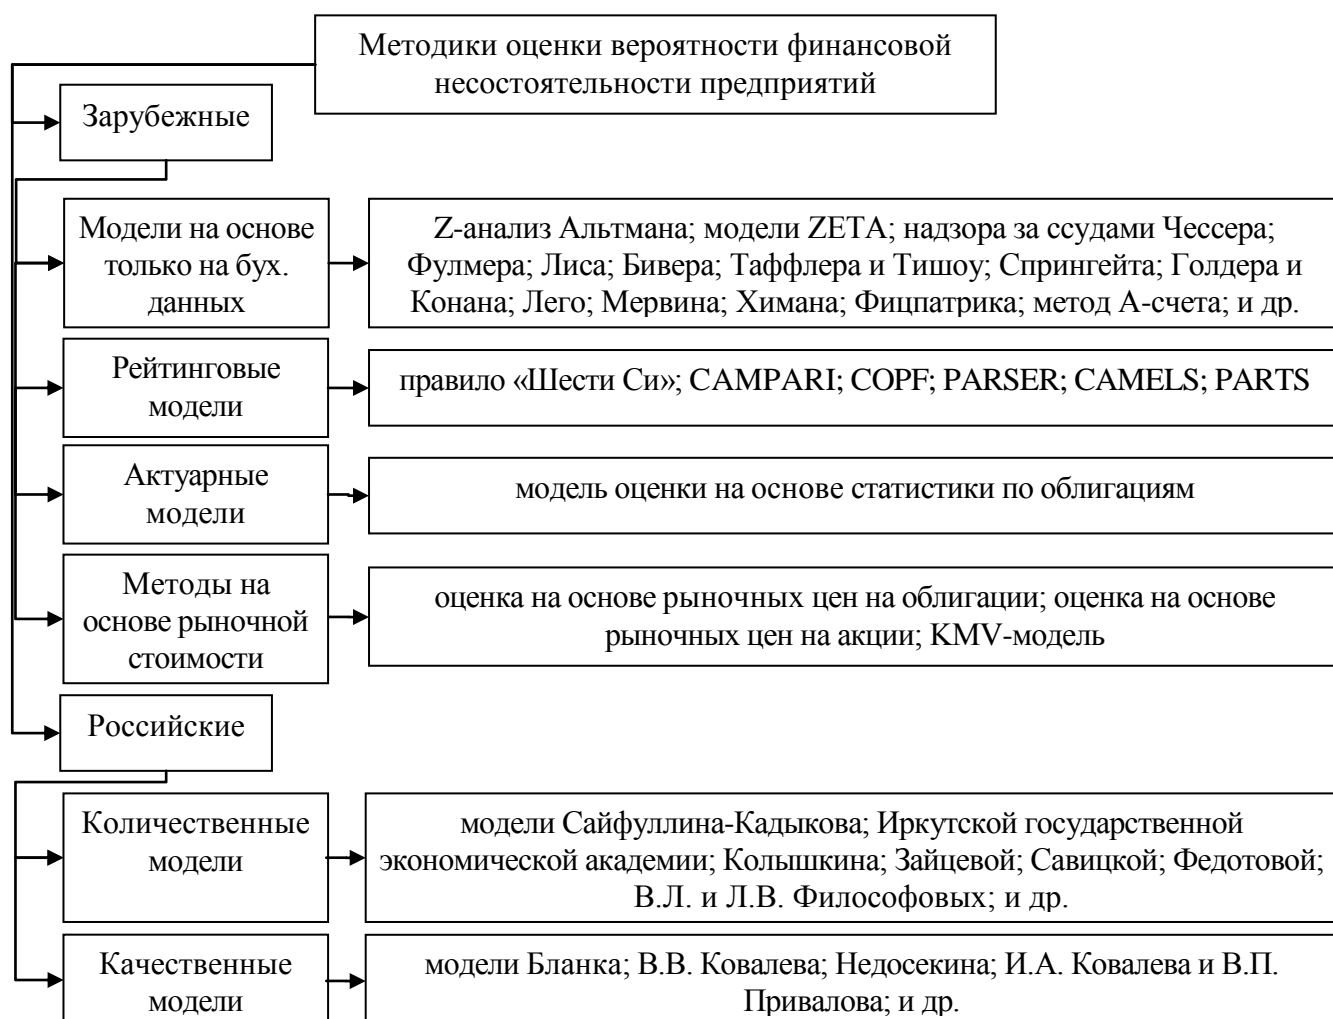 Методики оценки вероятности финансовой
несостоятельности предприятий
Зарубежные
Модели на основе
только на бух.
данных
Z-анализ Альтмана; модели ZETA; надзора за ссудами Чессера;
Фулмера; Лиса; Бивера; Таффлера и Тишоу; Спрингейта; Голдера и
Конана; Лего; Мервина; Химана; Фицпатрика; метод А-счета; и др.
Рейтинговые
модели
правило «Шести Си»; CAMPARI; COPF; PARSER; CAMELS; PARTS
Актуарные
модели
модель оценки на основе статистики по облигациям
Методы на
основе рыночной
стоимости
оценка на основе рыночных цен на облигации; оценка на основе
рыночных цен на акции; KMV-модель
Российские
Количественные
модели
модели Сайфуллина-Кадыкова; Иркутской государственной
экономической академии; Колышкина; Зайцевой; Савицкой; Федотовой;
В.Л. и Л.В. Философовых; и др.
Качественные
модели
модели Бланка; В.В. Ковалева; Недосекина; И.А. Ковалева и В.П.
Привалова; и др.